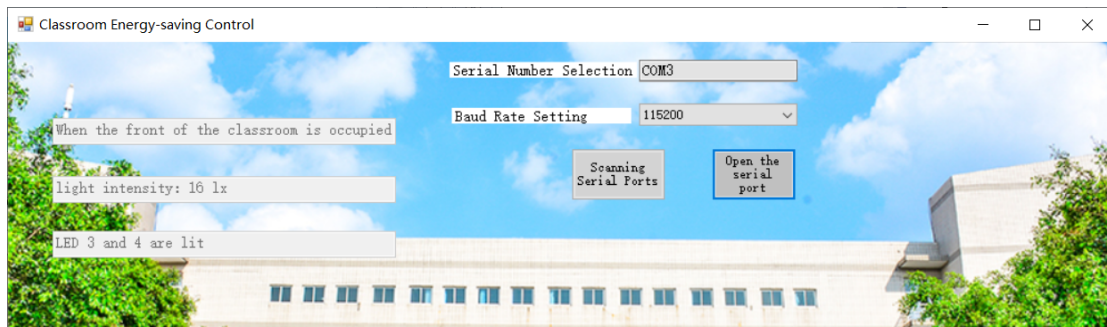 Classroom Energy-saving Control
Serial Number Selection COM3
Baud Rate Setting 115200
When the front of the classroom is occupied
Scanning
Serial Ports
Open the
serial
port
light intensity: 16 lx
LED 3 and 4 are lit